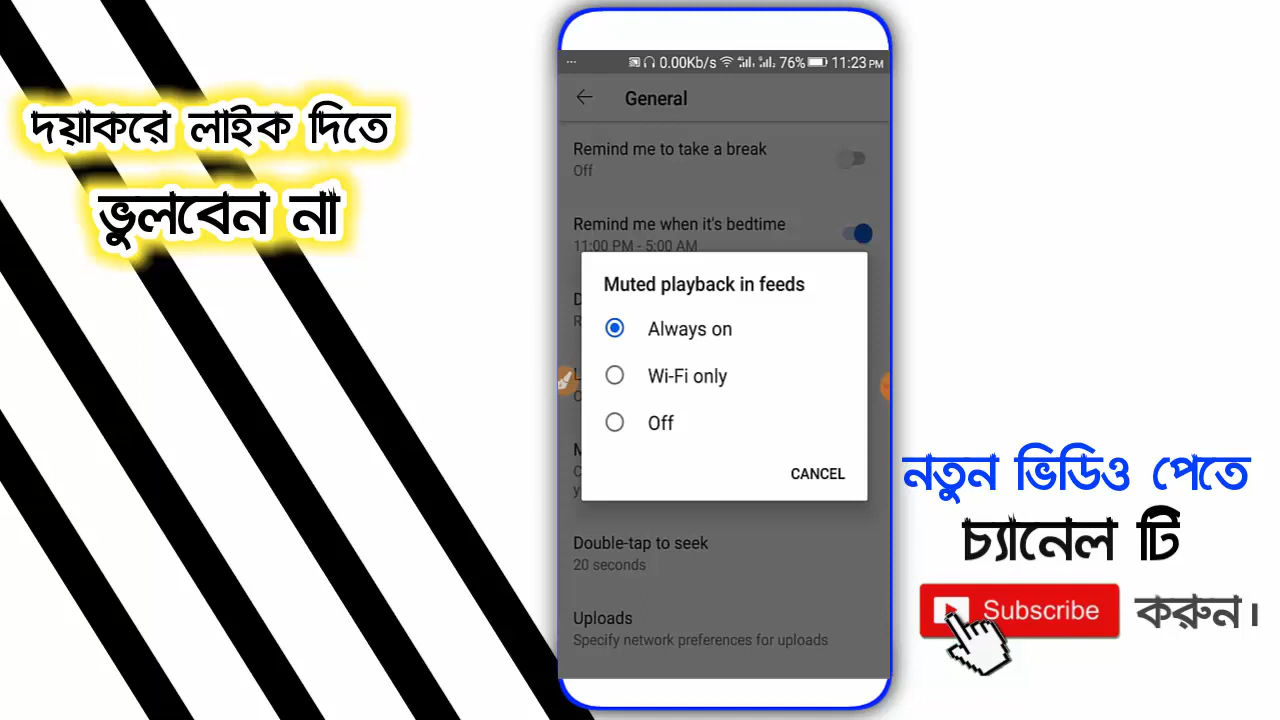 দয়াকরে লাইক দিতে
ভুলবেন না
... 0.00Kb/s 76% 11:23 PM
General
Remind me to take a break
Off
Remind me when it's bedtime
11:00 PM - 5:00 AM
Muted playback in feeds
Always on
Wi-Fi only
Off
CANCEL
Double-tap to seek
20 seconds
Uploads
Specify network preferences for uploads
নতুন ভিডিও পেতে
চ্যানেল টি
Subscribe করুন।